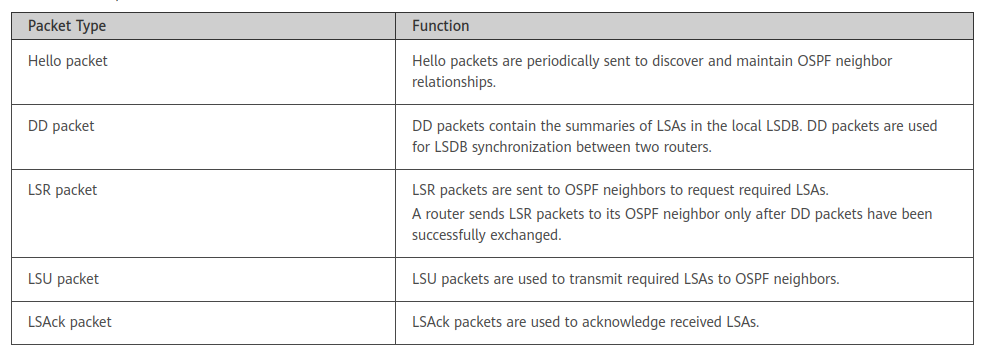 Packet Type Function
Hello packet Hello packets are periodically sent to discover and maintain OSPF neighbor
relationships.
DD packet DD packets contain the summaries of LSAs in the local LSDB. DD packets are used
for LSDB synchronization between two routers.
LSR packet LSR packets are sent to OSPF neighbors to request required LSAs.
A router sends LSR packets to its OSPF neighbor only after DD packets have been
successfully exchanged.
LSU packet LSU packets are used to transmit required LSAs to OSPF neighbors.
LSAck packet LSAck packets are used to acknowledge received LSAs.